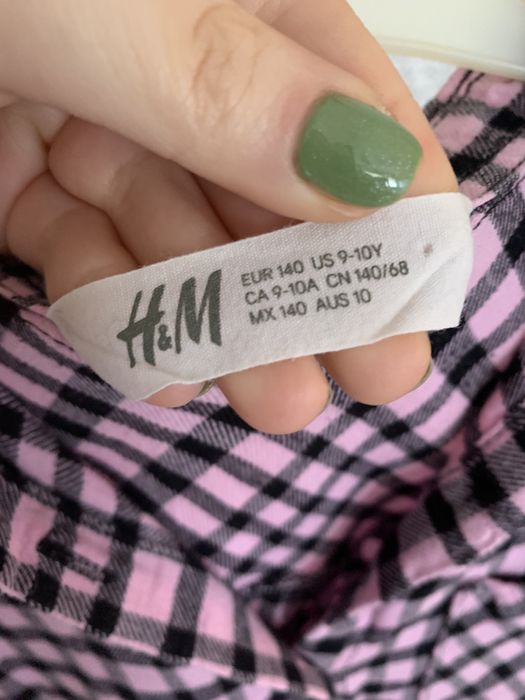 H&M
EUR 140 US 9-10Y
CA 9-10A CN 140/68
MX 140 AUS 10